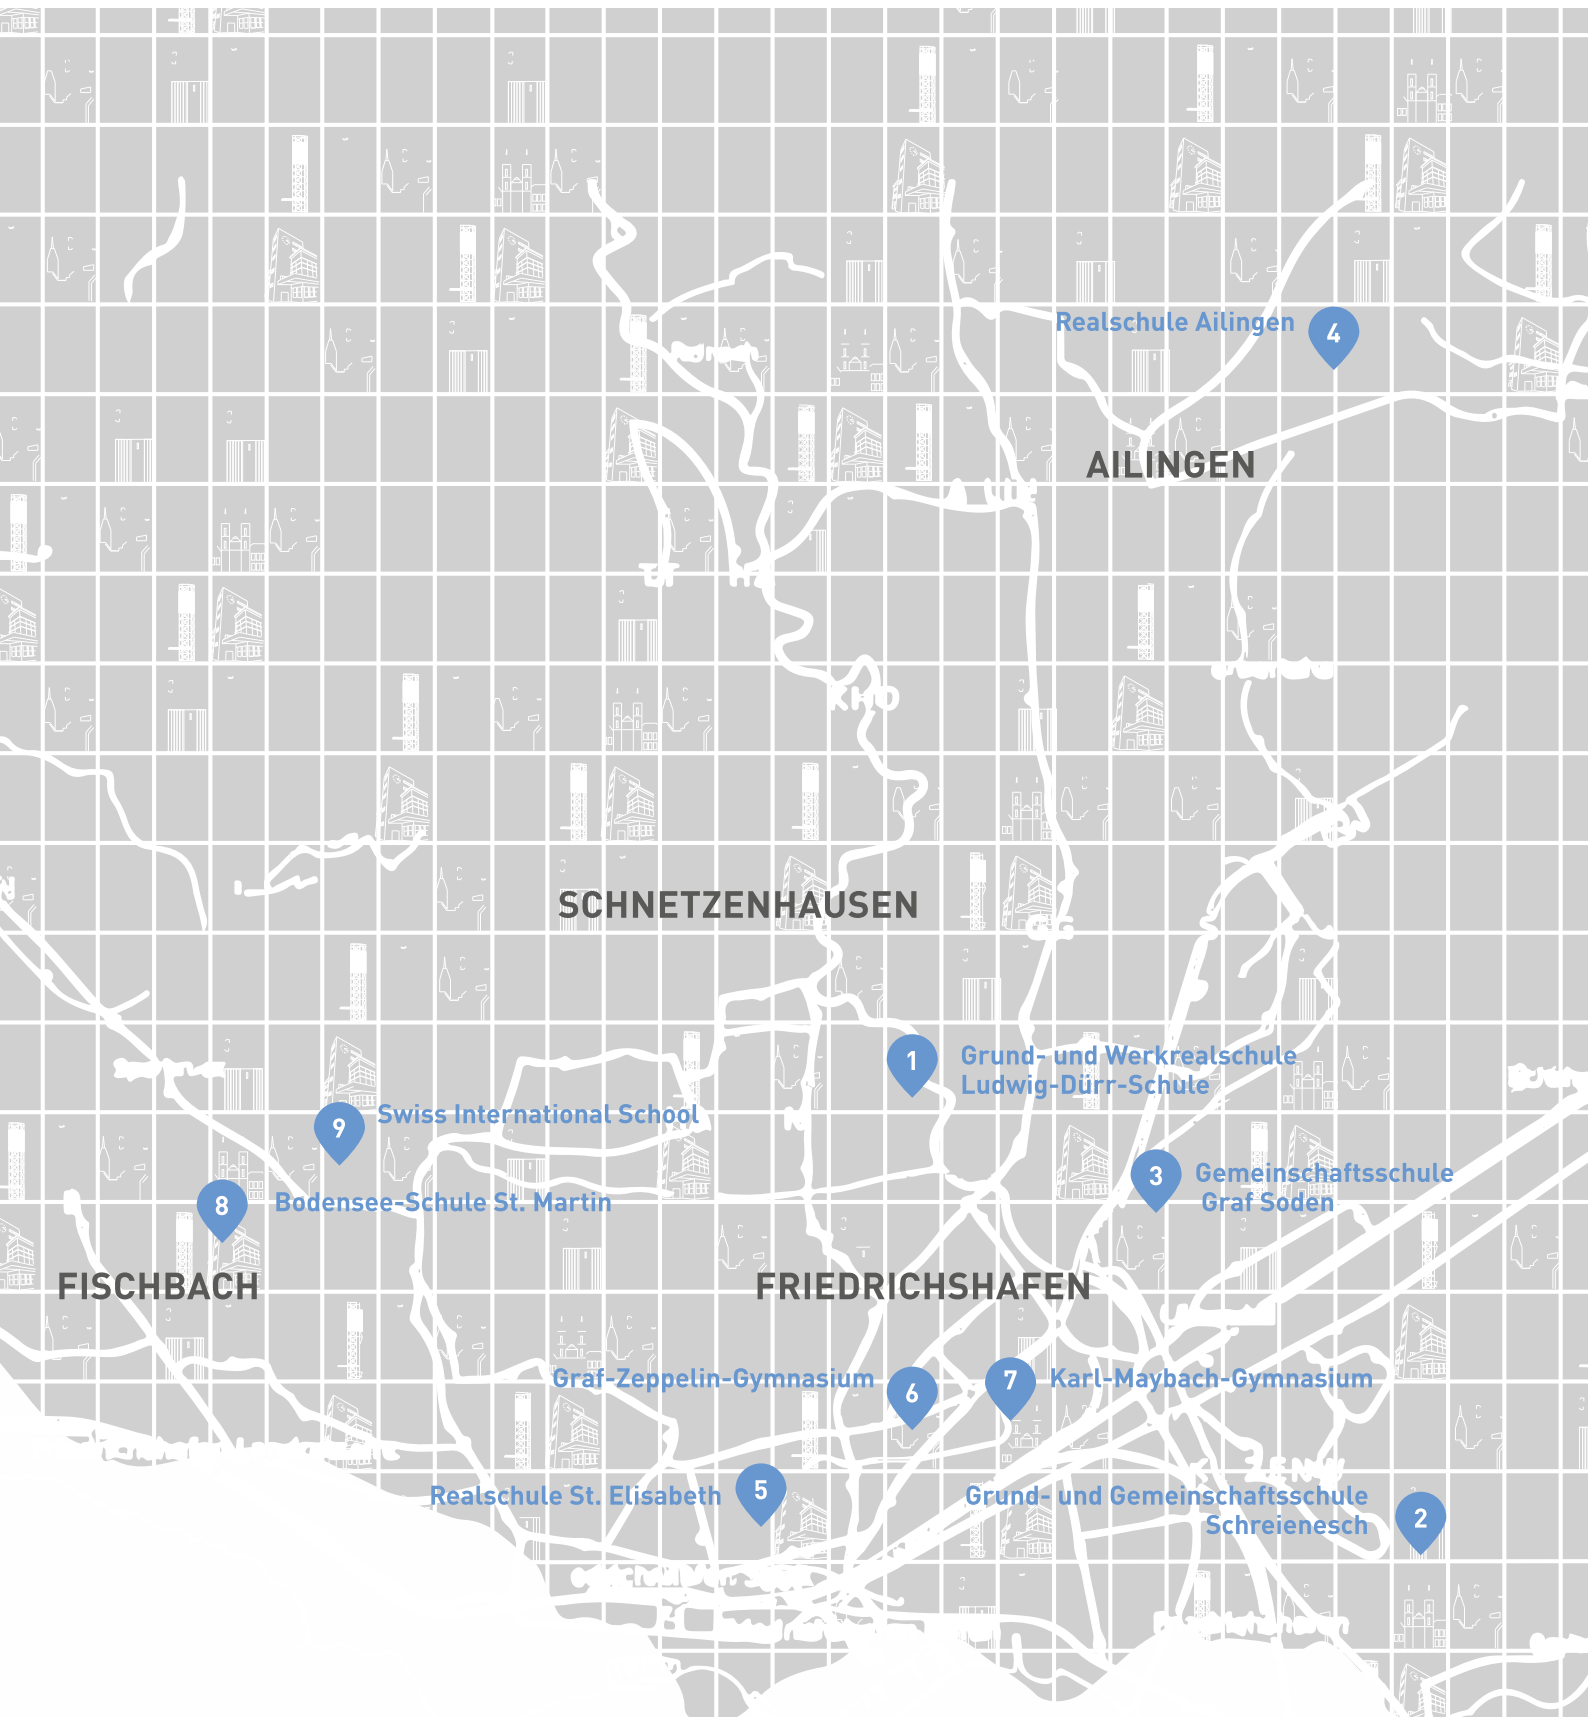 Realschule Ailingen
4
AILINGEN
SCHNETZENHAUSEN
1
Grund- und Werkrealschule
Ludwig-Dürr-Schule
9
Swiss International School
3
Gemeinschaftsschule
Graf Soden
8
Bodensee-Schule St. Martin
FISCHBACH
FRIEDRICHSHAFEN
Graf-Zeppelin-Gymnasium
6
7
Karl-Maybach-Gymnasium
Realschule St. Elisabeth
5
Grund- und Gemeinschaftsschule
Schreienesch
2